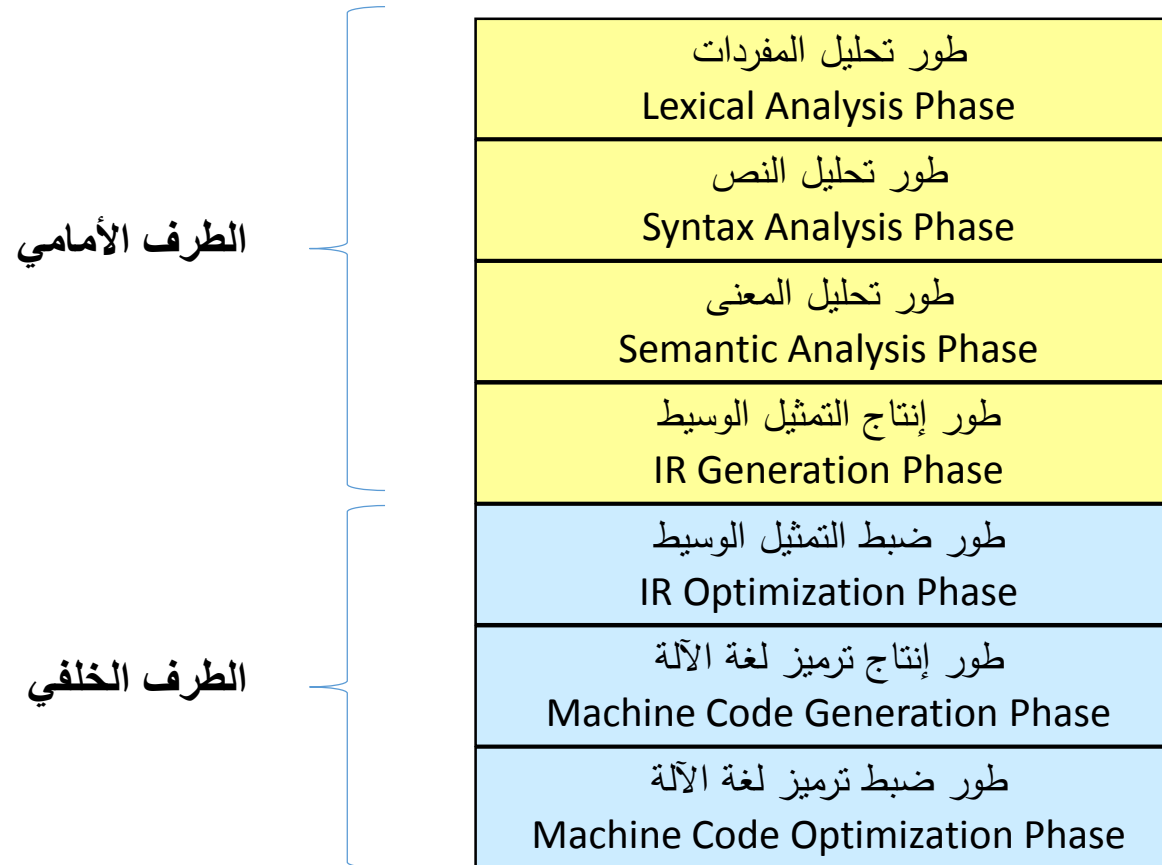 طور تحليل المفردات
Lexical Analysis Phase
طور تحليل النص
Syntax Analysis Phase
الطرف الأمامي
طور تحليل المعنى
Semantic Analysis Phase
طور إنتاج التمثيل الوسيط
IR Generation Phase
طور ضبط التمثيل الوسيط
IR Optimization Phase
طور إنتاج ترميز لغة الآلة
Machine Code Generation Phase
الطرف الخلفي
طور ضبط ترميز لغة الآلة
Machine Code Optimization Phase